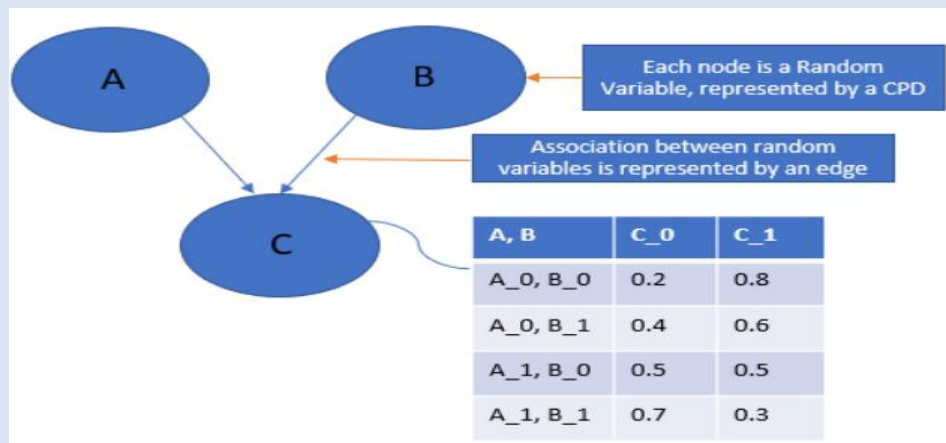 A
B
Each node is a Random
Variable, represented by a CPD
Association between random
variables is represented by an edge
C
A, B C_0 C_1
A_0, B_0 0.2 0.8
A_0, B_1 0.4 0.6
A_1, B_0 0.5 0.5
A_1, B_1 0.7 0.3